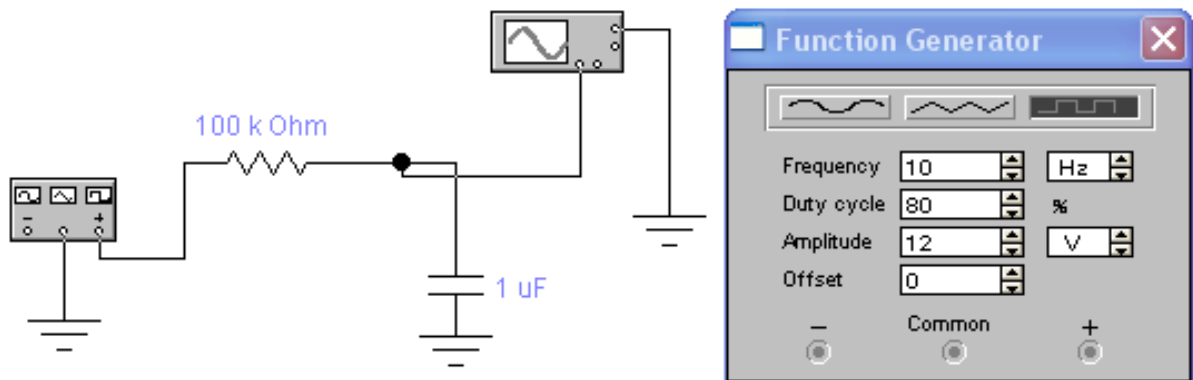 100 k Ohm
- +
1 uF
Function Generator
Frequency 10 Hz
Duty cycle 80 %
Amplitude 12 V
Offset 0
- Common +